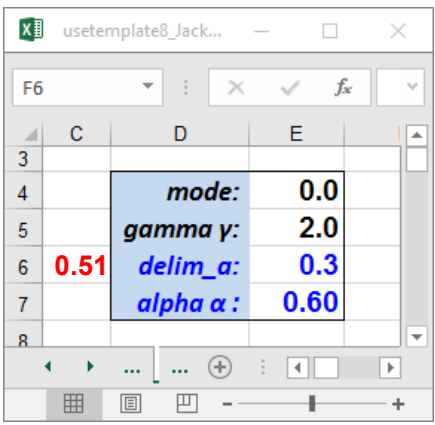 usetemplate8_Jack...
F6 fx
C D E
3
4 mode: 0.0
5 gamma γ: 2.0
6 0.51 delim_a: 0.3
7 alpha α : 0.60
8
... ...